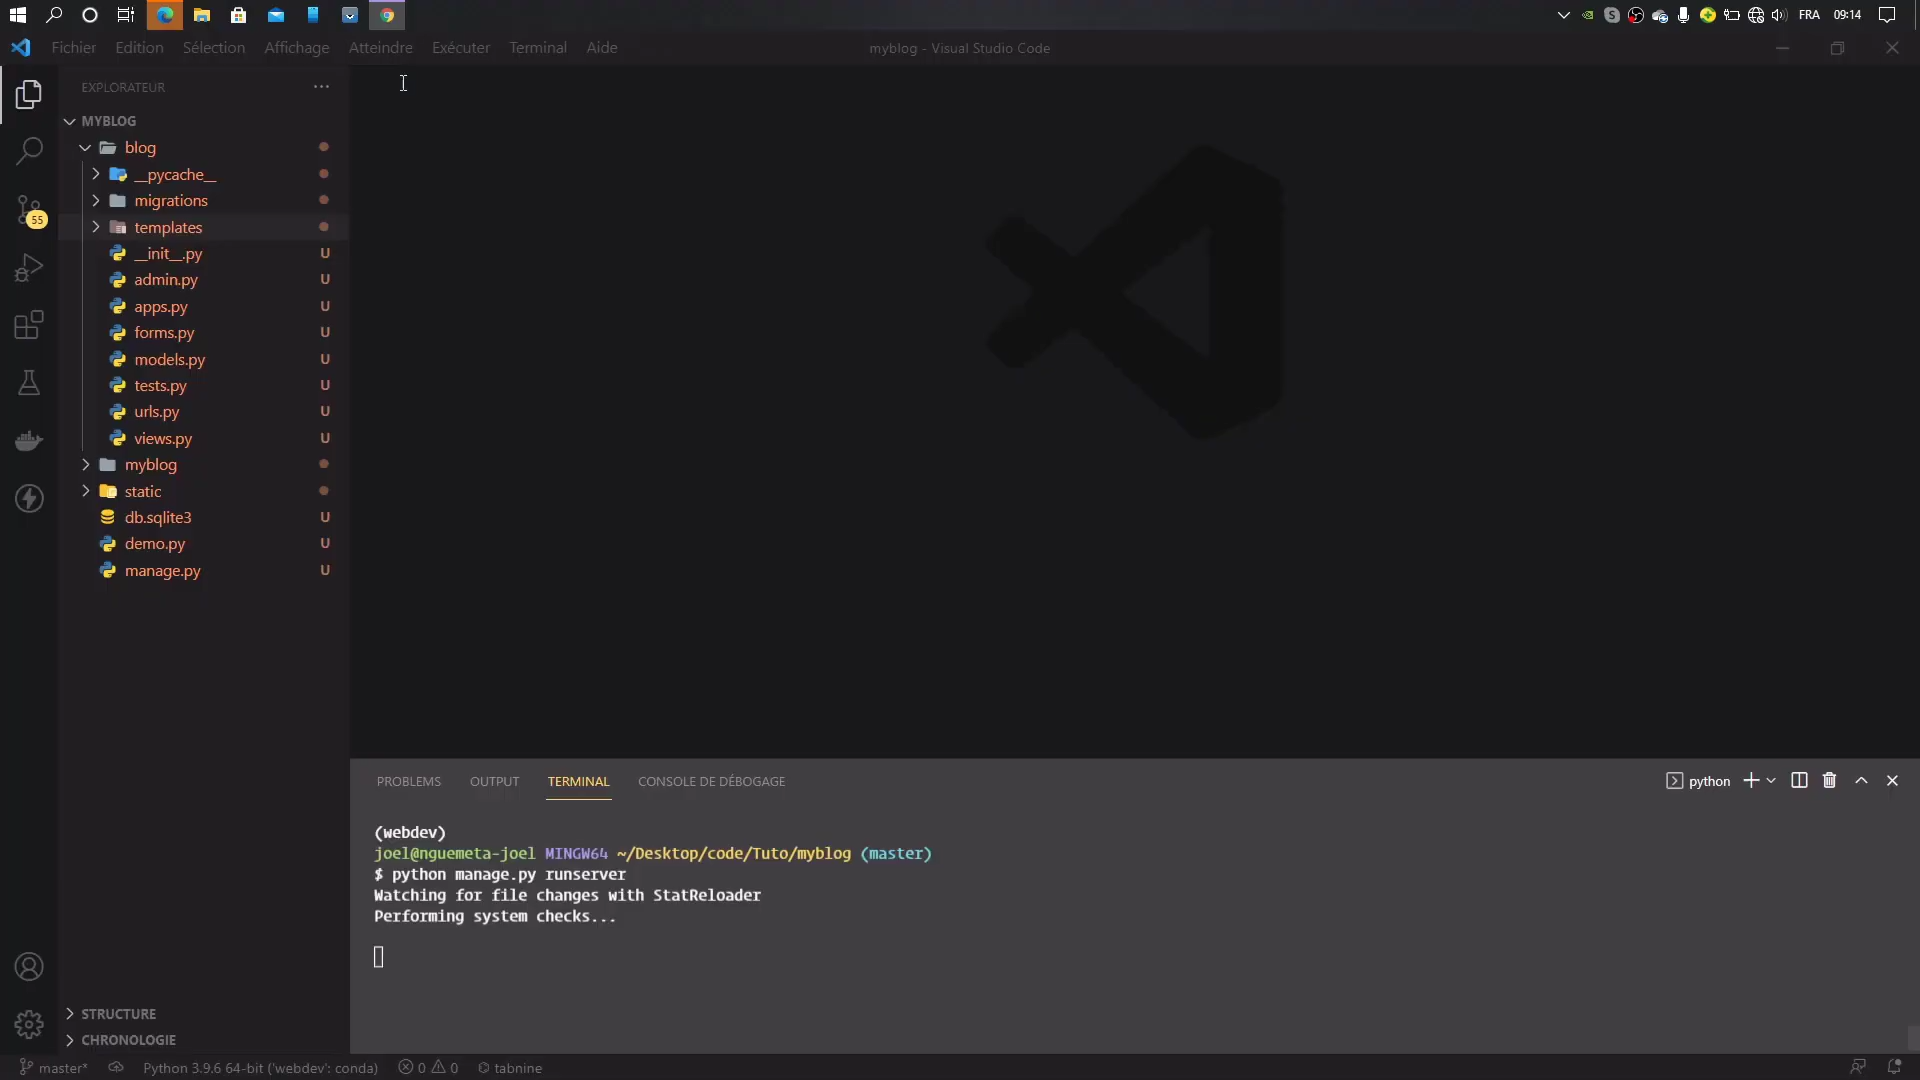 FRA 09:14
Fichier Edition Sélection Affichage Atteindre Exécuter Terminal Aide myblog - Visual Studio Code
EXPLORATEUR ...
MYBLOG
blog
__pycache__
migrations
55
templates
__init__.py U
admin.py U
apps.py U
forms.py U
models.py U
tests.py U
urls.py U
views.py U
myblog
static
db.sqlite3 U
demo.py U
manage.py U
PROBLEMS OUTPUT TERMINAL CONSOLE DE DÉBOGAGE python
(webdev)
joel@nguemeta-joel MINGW64 ~/Desktop/code/Tuto/myblog (master)
$ python manage.py runserver
Watching for file changes with StatReloader
Performing system checks...
STRUCTURE
CHRONOLOGIE
master* Python 3.9.6 64-bit ('webdev': conda) 0 0 tabnine